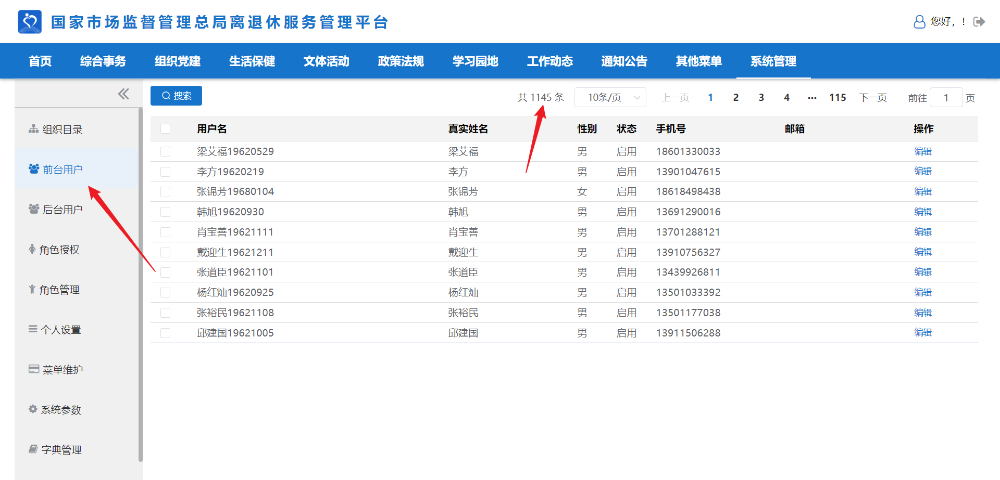 国家市场监督管理总局离退休服务管理平台
您好，！
首页 综合事务 组织党建 生活保健 文体活动 政策法规 学习园地 工作动态 通知公告 其他菜单 系统管理
搜索 共 1145 条 10条/页 上一页 1 2 3 4 ··· 115 下一页 前往 1 页
组织目录
前台用户
后台用户
角色授权
角色管理
个人设置
菜单维护
系统参数
字典管理
用户名 真实姓名 性别 状态 手机号 邮箱 操作
梁艾福19620529 梁艾福 男 启用 18601330033 编辑
李方19620219 李方 男 启用 13901047615 编辑
张锦芳19680104 张锦芳 女 启用 18618498438 编辑
韩旭19620930 韩旭 男 启用 13691290016 编辑
肖宝善19621111 肖宝善 男 启用 13701288121 编辑
戴迎生19621211 戴迎生 男 启用 13910756327 编辑
张道臣19621101 张道臣 男 启用 13439926811 编辑
杨红灿19620925 杨红灿 男 启用 13501033392 编辑
张裕民19621108 张裕民 男 启用 13501177038 编辑
邱建国19621005 邱建国 男 启用 13911506288 编辑